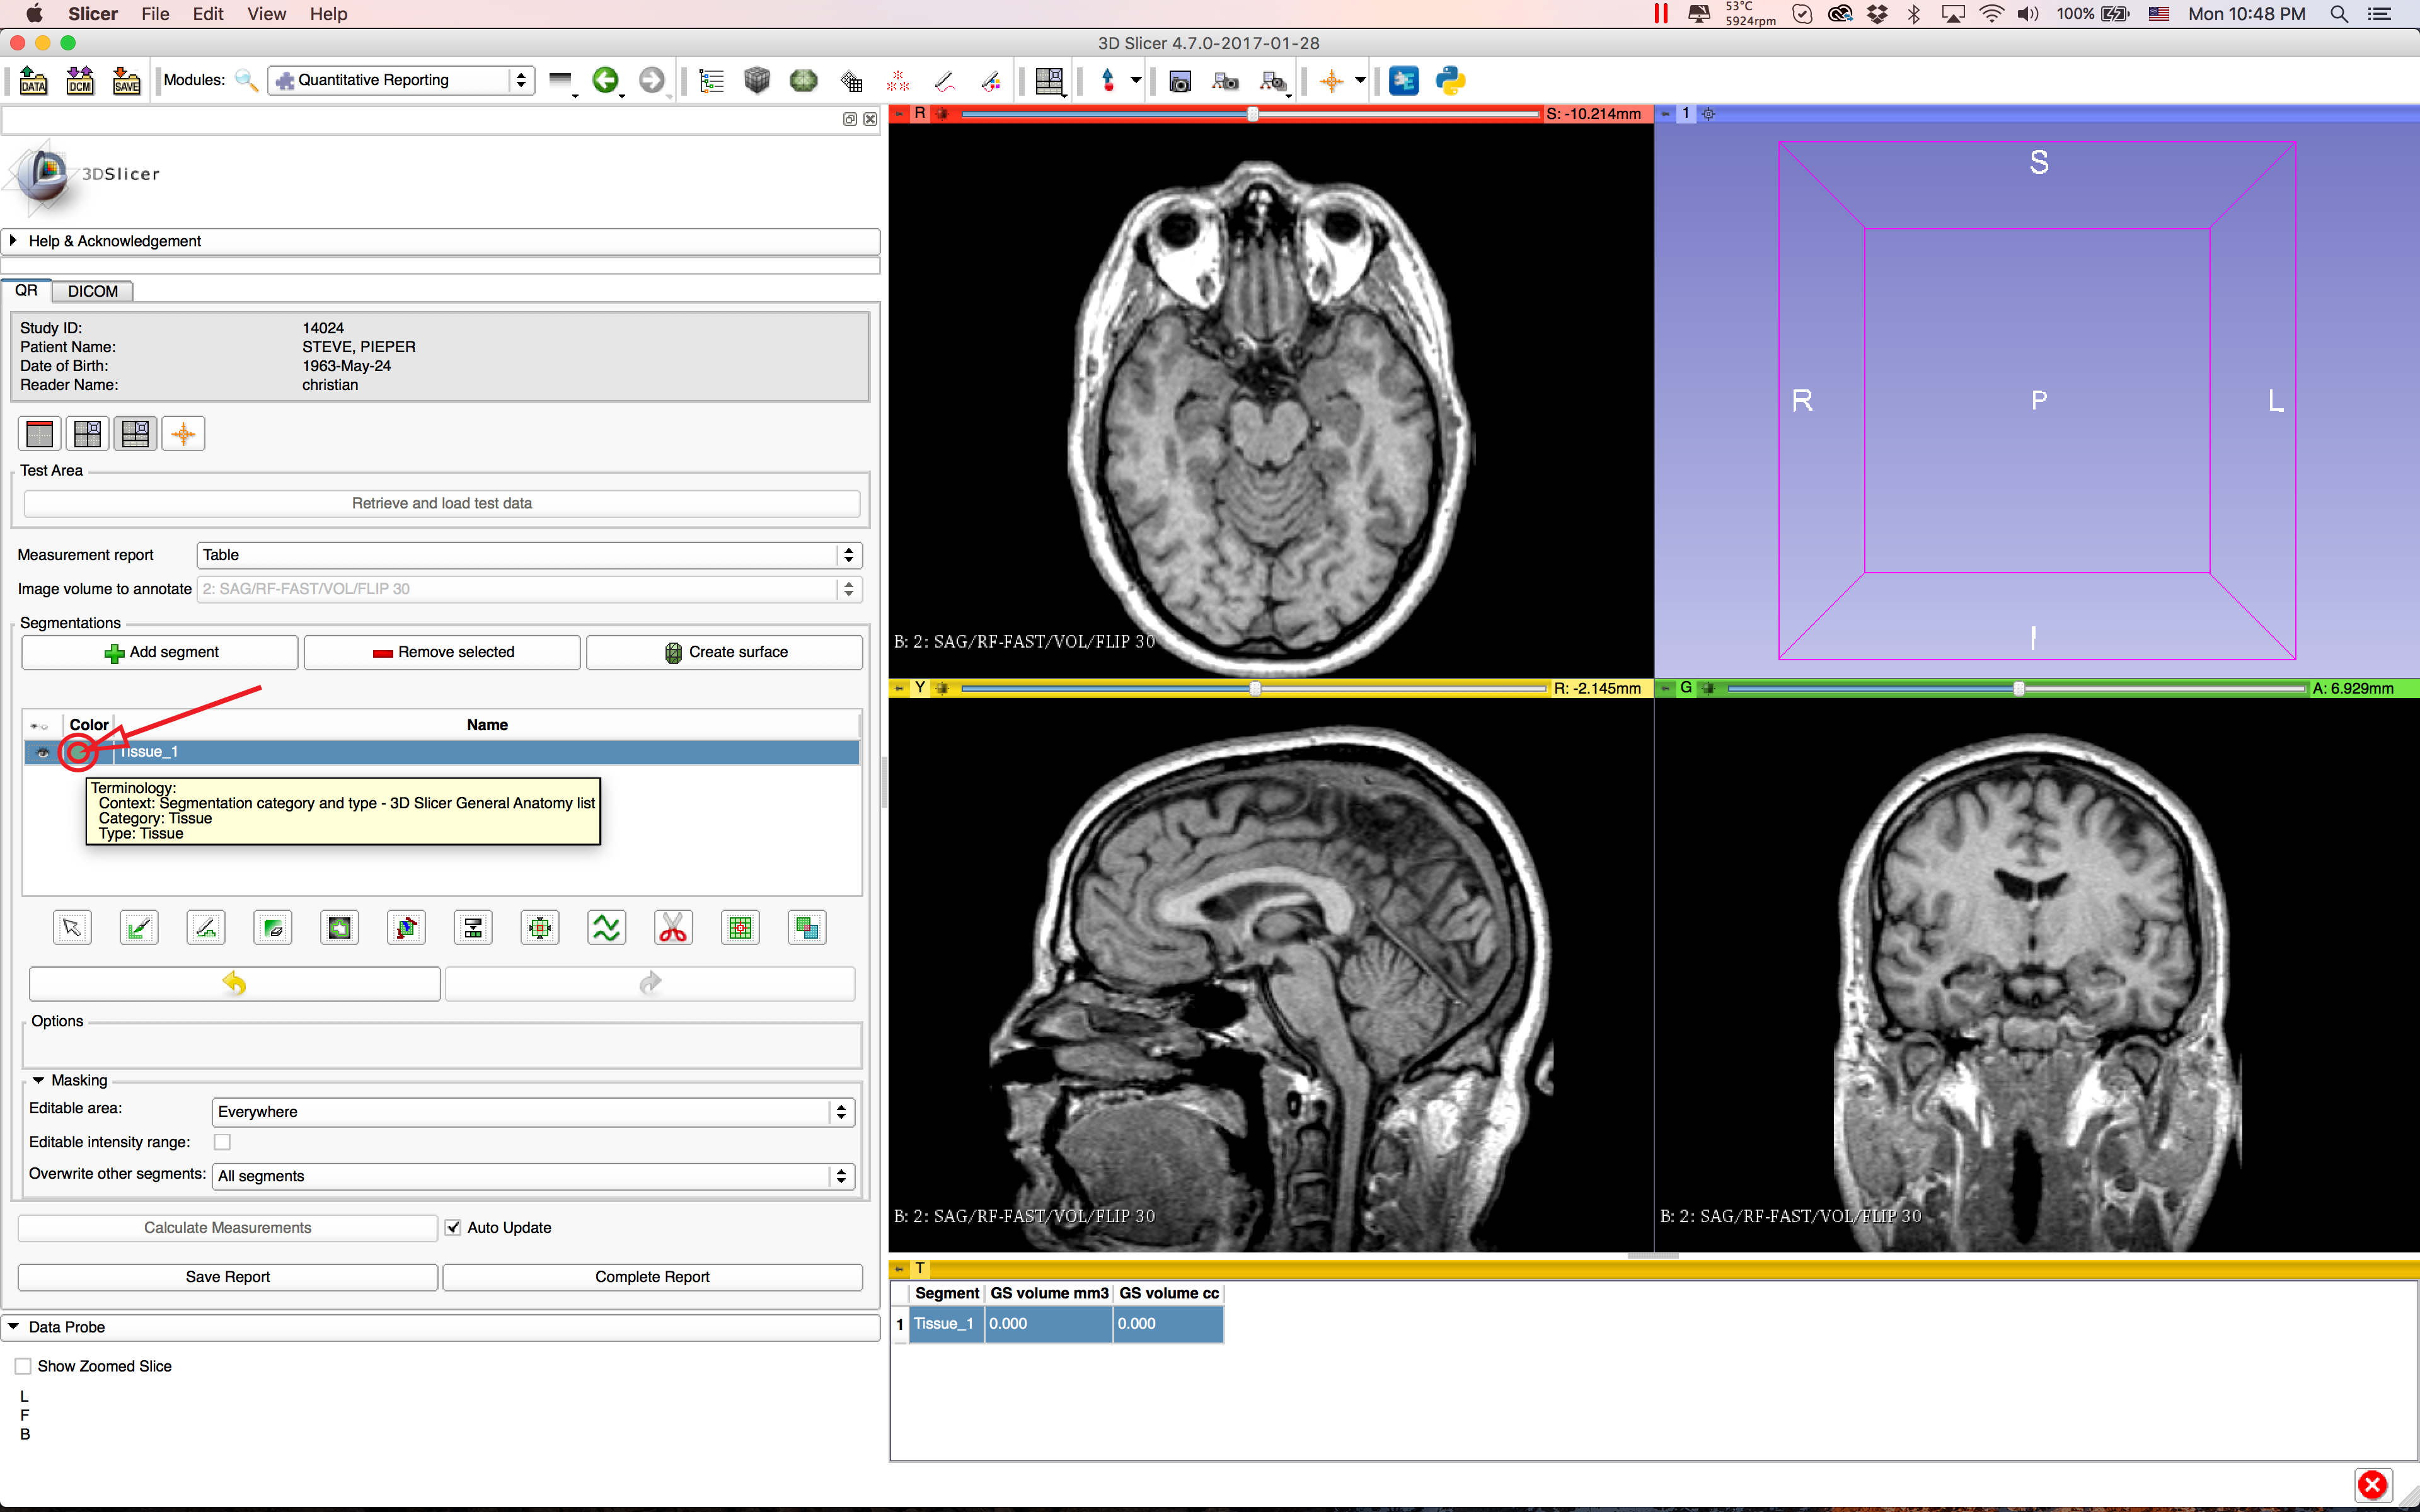 Slicer File Edit View Help
53°C
5924rpm
100%
Mon 10:48 PM
3D Slicer 4.7.0-2017-01-28
DATA DCM SAVE Modules: Quantitative Reporting
3DSlicer
Help & Acknowledgement
QR DICOM
Study ID: 14024
Patient Name: STEVE, PIEPER
Date of Birth: 1963-May-24
Reader Name: christian
Test Area
Retrieve and load test data
Measurement report Table
Image volume to annotate 2: SAG/RF-FAST/VOL/FLIP 30
Segmentations
Add segment Remove selected Create surface
Color Name
Tissue_1
Terminology:
Context: Segmentation category and type - 3D Slicer General Anatomy list
Category: Tissue
Type: Tissue
Options
Masking
Editable area: Everywhere
Editable intensity range:
Overwrite other segments: All segments
Calculate Measurements Auto Update
Save Report Complete Report
Data Probe
Show Zoomed Slice
L
F
B
R S: -10.214mm
B: 2: SAG/RF-FAST/VOL/FLIP 30
1
S
R P L
I
Y R: -2.145mm
B: 2: SAG/RF-FAST/VOL/FLIP 30
G A: 6.929mm
B: 2: SAG/RF-FAST/VOL/FLIP 30
T
Segment GS volume mm3 GS volume cc
1 Tissue_1 0.000 0.000